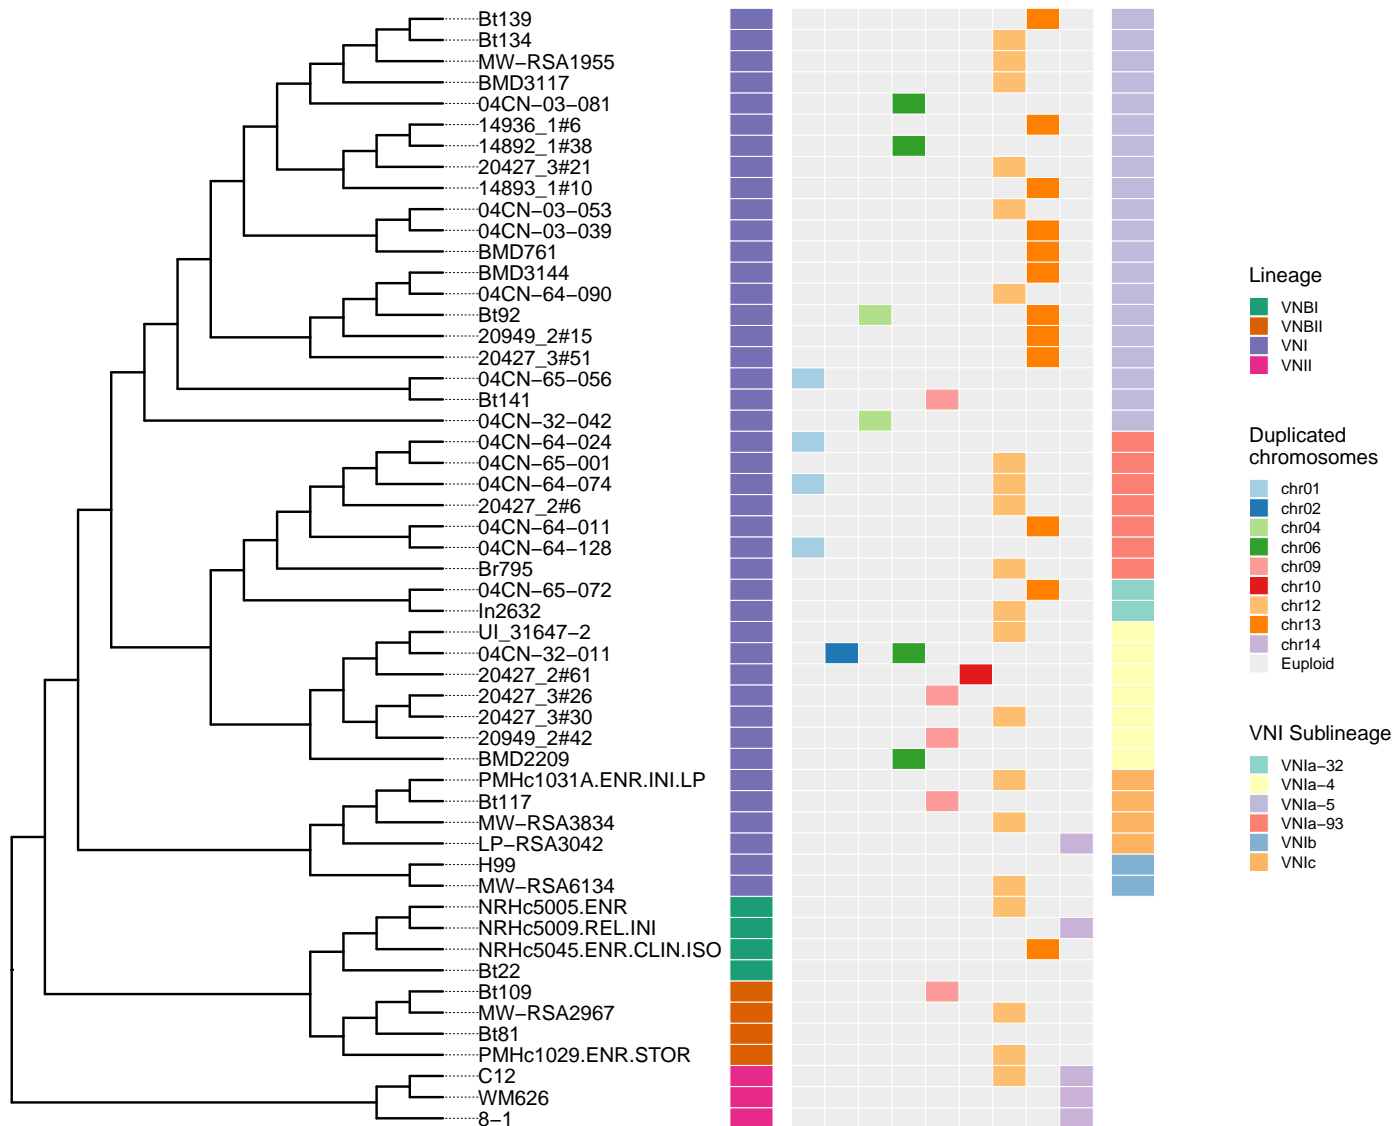 Bt139
Bt134
MW−RSA1955
BMD3117
04CN−03−081
14936_1#6
14892_1#38
20427_3#21
14893_1#10
04CN−03−053
04CN−03−039
BMD761
BMD3144
04CN−64−090
Bt92
20949_2#15
20427_3#51
04CN−65−056
Bt141
04CN−32−042
04CN−64−024
04CN−65−001
04CN−64−074
20427_2#6
04CN−64−011
04CN−64−128
Br795
04CN−65−072
In2632
UI_31647−2
04CN−32−011
20427_2#61
20427_3#26
20427_3#30
20949_2#42
BMD2209
PMHc1031A.ENR.INI.LP
Bt117
MW−RSA3834
LP−RSA3042
H99
MW−RSA6134
NRHc5005.ENR
NRHc5009.REL.INI
NRHc5045.ENR.CLIN.ISO
Bt22
Bt109
MW−RSA2967
Bt81
PMHc1029.ENR.STOR
C12
WM626
8−1
Lineage
VNBI
VNBII
VNI
VNII
Duplicated
chromosomes
chr01
chr02
chr04
chr06
chr09
chr10
chr12
chr13
chr14
Euploid
VNI Sublineage
VNIa−32
VNIa−4
VNIa−5
VNIa−93
VNIb
VNIc